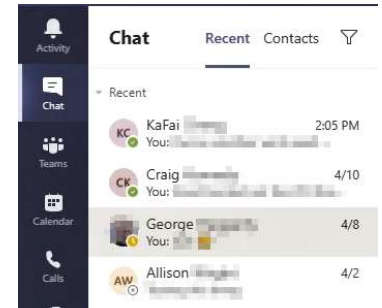 Activity
Chat
Teams
Calendar
Calls
Chat Recent Contacts
Recent
KC KaFai 2:05 PM
You:
CK Craig 4/10
You:
George 4/8
You:
AW Allison 4/2